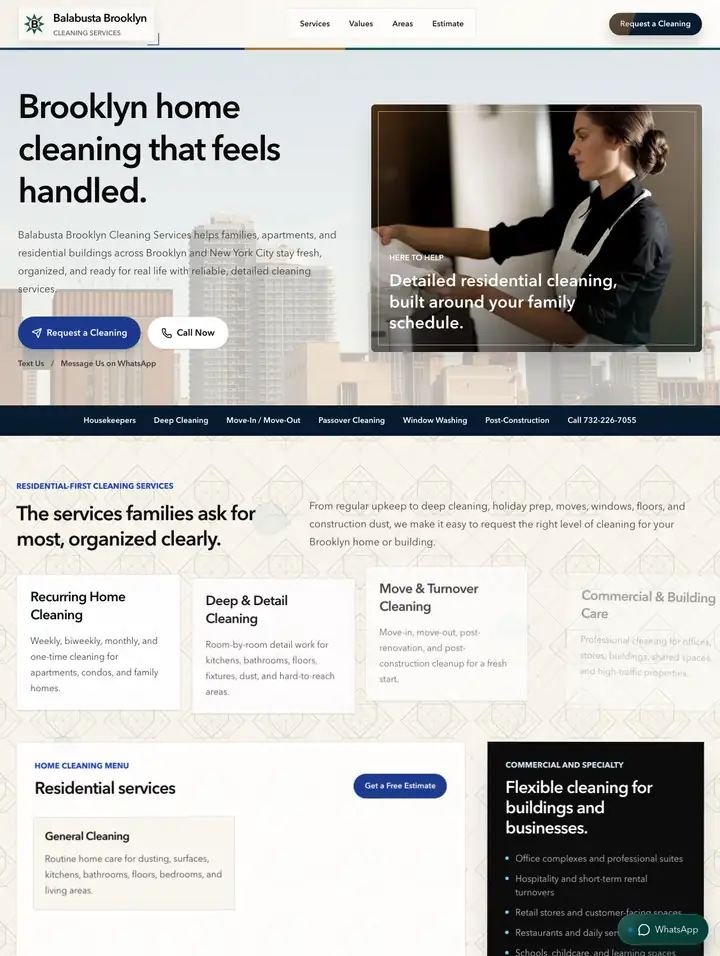 B
Balabusta Brooklyn
CLEANING SERVICES
Services
Values
Areas
Estimate
Request a Cleaning
Brooklyn home
cleaning that feels
handled.
Balabusta Brooklyn Cleaning Services helps families, apartments, and
residential buildings across Brooklyn and New York City stay fresh,
organized, and ready for real life with reliable, detailed cleaning
services.
Request a Cleaning
Call Now
Text Us / Message Us on WhatsApp
HERE TO HELP
Detailed residential cleaning,
built around your family
schedule.
Housekeepers
Deep Cleaning
Move-In / Move-Out
Passover Cleaning
Window Washing
Post-Construction
Call 732-226-7055
RESIDENTIAL-FIRST CLEANING SERVICES
The services families ask for
most, organized clearly.
From regular upkeep to deep cleaning, holiday prep, moves, windows, floors, and
construction dust, we make it easy to request the right level of cleaning for your
Brooklyn home or building.
Recurring Home
Cleaning
Weekly, biweekly, monthly, and
one-time cleaning for
apartments, condos, and family
homes.
Deep & Detail
Cleaning
Room-by-room detail work for
kitchens, bathrooms, floors,
fixtures, dust, and hard-to-reach
areas.
Move & Turnover
Cleaning
Move-in, move-out, post-
renovation, and post-
construction cleanup for a fresh
start.
Commercial & Building
Care
Professional cleaning for offices,
stores, buildings, shared spaces,
and high-traffic properties.
HOME CLEANING MENU
Residential services
Get a Free Estimate
General Cleaning
Routine home care for dusting, surfaces,
kitchens, bathrooms, floors, bedrooms, and
living areas.
COMMERCIAL AND SPECIALTY
Flexible cleaning for
buildings and
businesses.
Office complexes and professional suites
Hospitality and short-term rental
turnovers
Retail stores and customer-facing spaces
Restaurants and daily
Schools, childcare, and learning spaces
WhatsApp